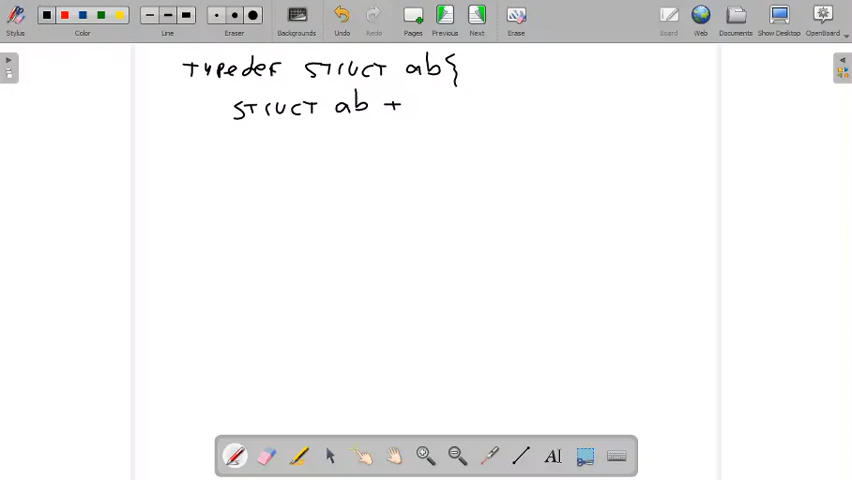 Stylus
Color
Line
Eraser
Backgrounds
Undo
Redo
Pages
Previous
Next
Erase
Board
Web
Documents
Show Desktop
OpenBoard
typedef struct ab{
struct ab +
AI